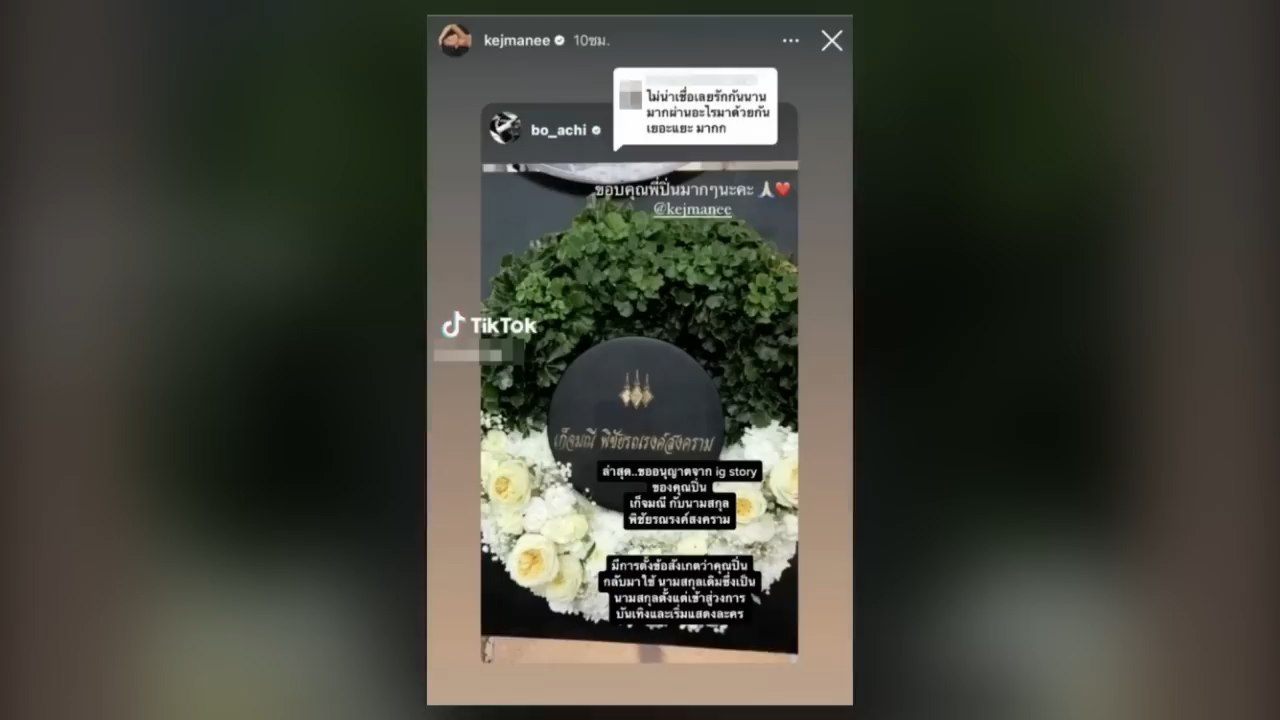 kejmanee 10ชม.
ไม่น่าเชื่อเลยรักกันนาน
มากผ่านอะไรมาด้วยกัน
เยอะแยะ มากก
bo_achi
ขอบคุณพี่ปิ่นมากๆนะคะ 🙏🏻❤️
@kejmanee
TikTok
เก็จมณี พิชัยรณรงค์สงคราม
ล่าสุด..ขออนุญาตจาก ig story
ของคุณปิ่น
เก็จมณี กับนามสกุล
พิชัยรณรงค์สงคราม
มีการตั้งข้อสังเกตว่าคุณปิ่น
กลับมาใช้ นามสกุลเดิมซึ่งเป็น
นามสกุลตั้งแต่เข้าสู่วงการ
บันเทิงและเริ่มแสดงละคร